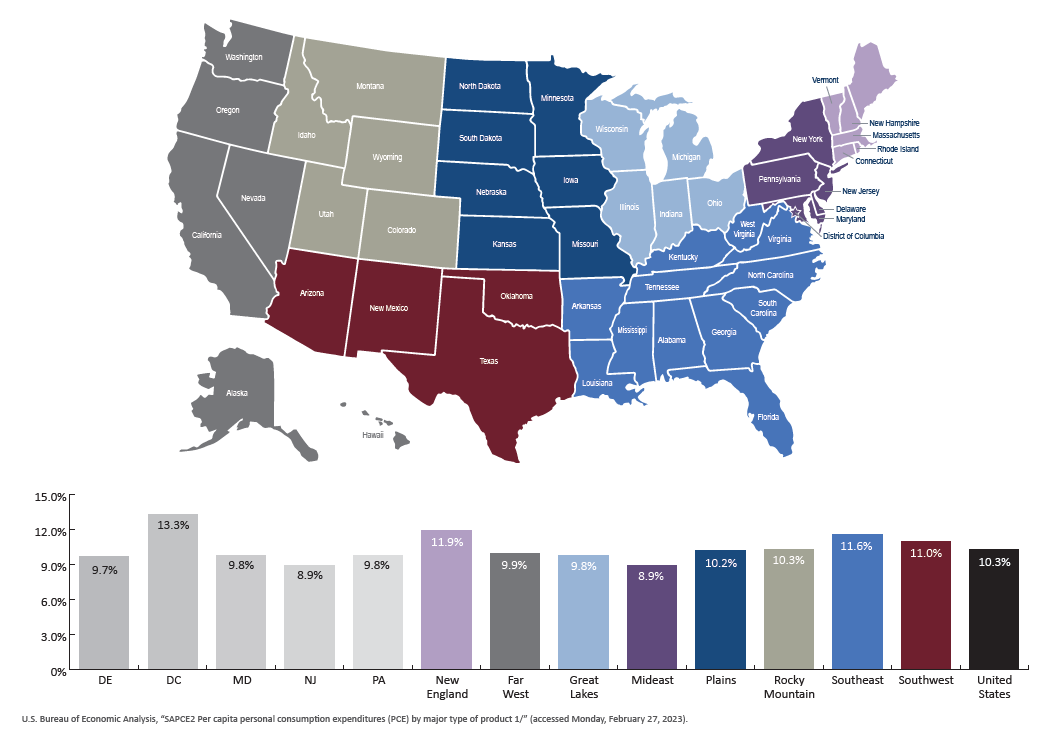 Washington
Oregon
California
Nevada
Idaho
Montana
Wyoming
Utah
Colorado
Arizona
New Mexico
Texas
Oklahoma
North Dakota
South Dakota
Nebraska
Kansas
Minnesota
Iowa
Missouri
Wisconsin
Michigan
Illinois
Indiana
Ohio
Kentucky
Tennessee
Arkansas
Louisiana
Mississippi
Alabama
Georgia
Florida
South
Carolina
North Carolina
Virginia
West
Virginia
Pennsylvania
New York
Vermont
New Hampshire
Massachusetts
Rhode Island
Connecticut
New Jersey
Delaware
Maryland
District of Columbia
Alaska
Hawaii
15.0%
12.0%
9.0%
6.0%
3.0%
0%
9.7%
13.3%
9.8%
8.9%
9.8%
11.9%
9.9%
9.8%
8.9%
10.2%
10.3%
11.6%
11.0%
10.3%
DE
DC
MD
NJ
PA
New
England
Far
West
Great
Lakes
Mideast
Plains
Rocky
Mountain
Southeast
Southwest
United
States
U.S. Bureau of Economic Analysis, “SAPCE2 Per capita personal consumption expenditures (PCE) by major type of product 1/” (accessed Monday, February 27, 2023).